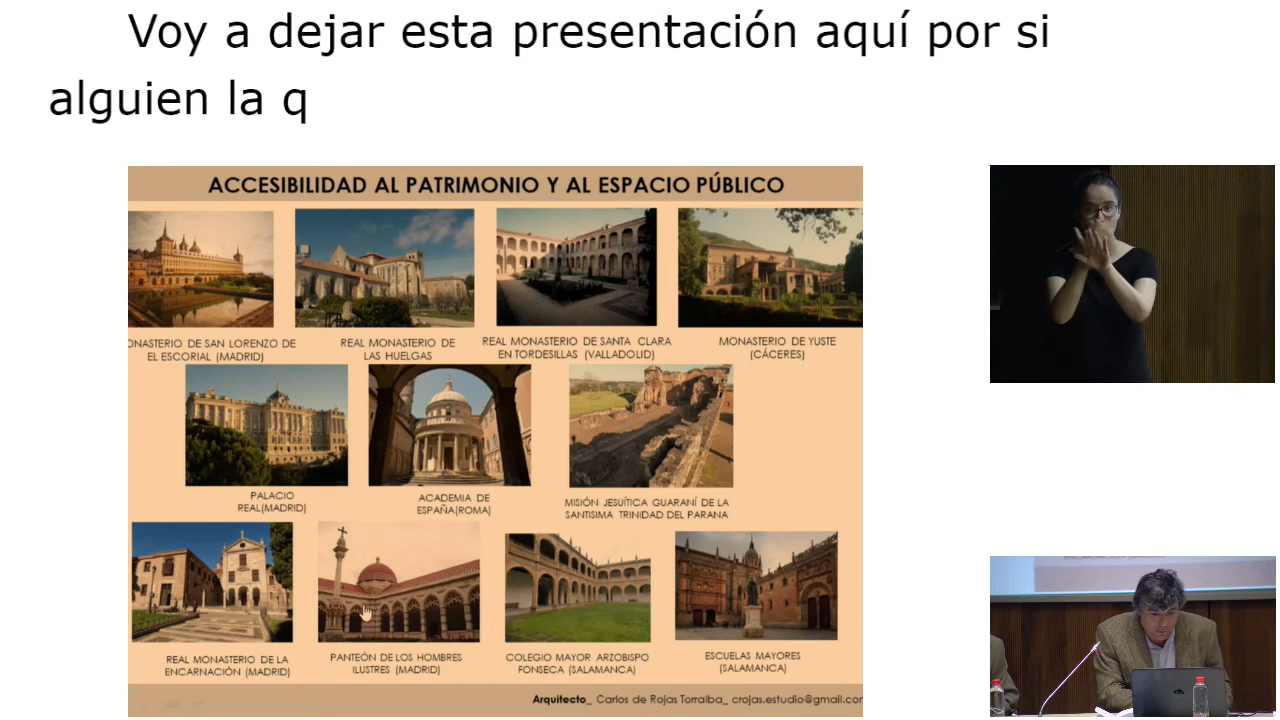 Voy a dejar esta presentación aquí por si
alguien la q
ACCESIBILIDAD AL PATRIMONIO Y AL ESPACIO PÚBLICO
ONASTERIO DE SAN LORENZO DE
EL ESCORIAL (MADRID)
REAL MONASTERIO DE
LAS HUELGAS
REAL MONASTERIO DE SANTA CLARA
EN TORDESILLAS (VALLADOLID)
MONASTERIO DE YUSTE
(CÁCERES)
PALACIO
REAL(MADRID)
ACADEMIA DE
ESPAÑA(ROMA)
MISIÓN JESUÍTICA GUARANÍ DE LA
SANTISIMA TRINIDAD DEL PARANA
REAL MONASTERIO DE LA
ENCARNACIÓN (MADRID)
PANTEÓN DE LOS HOMBRES
ILUSTRES (MADRID)
COLEGIO MAYOR ARZOBISPO
FONSECA (SALAMANCA)
ESCUELAS MAYORES
(SALAMANCA)
Arquitecto_ Carlos de Rojas Torralba_ crojas.estudio@gmail.com